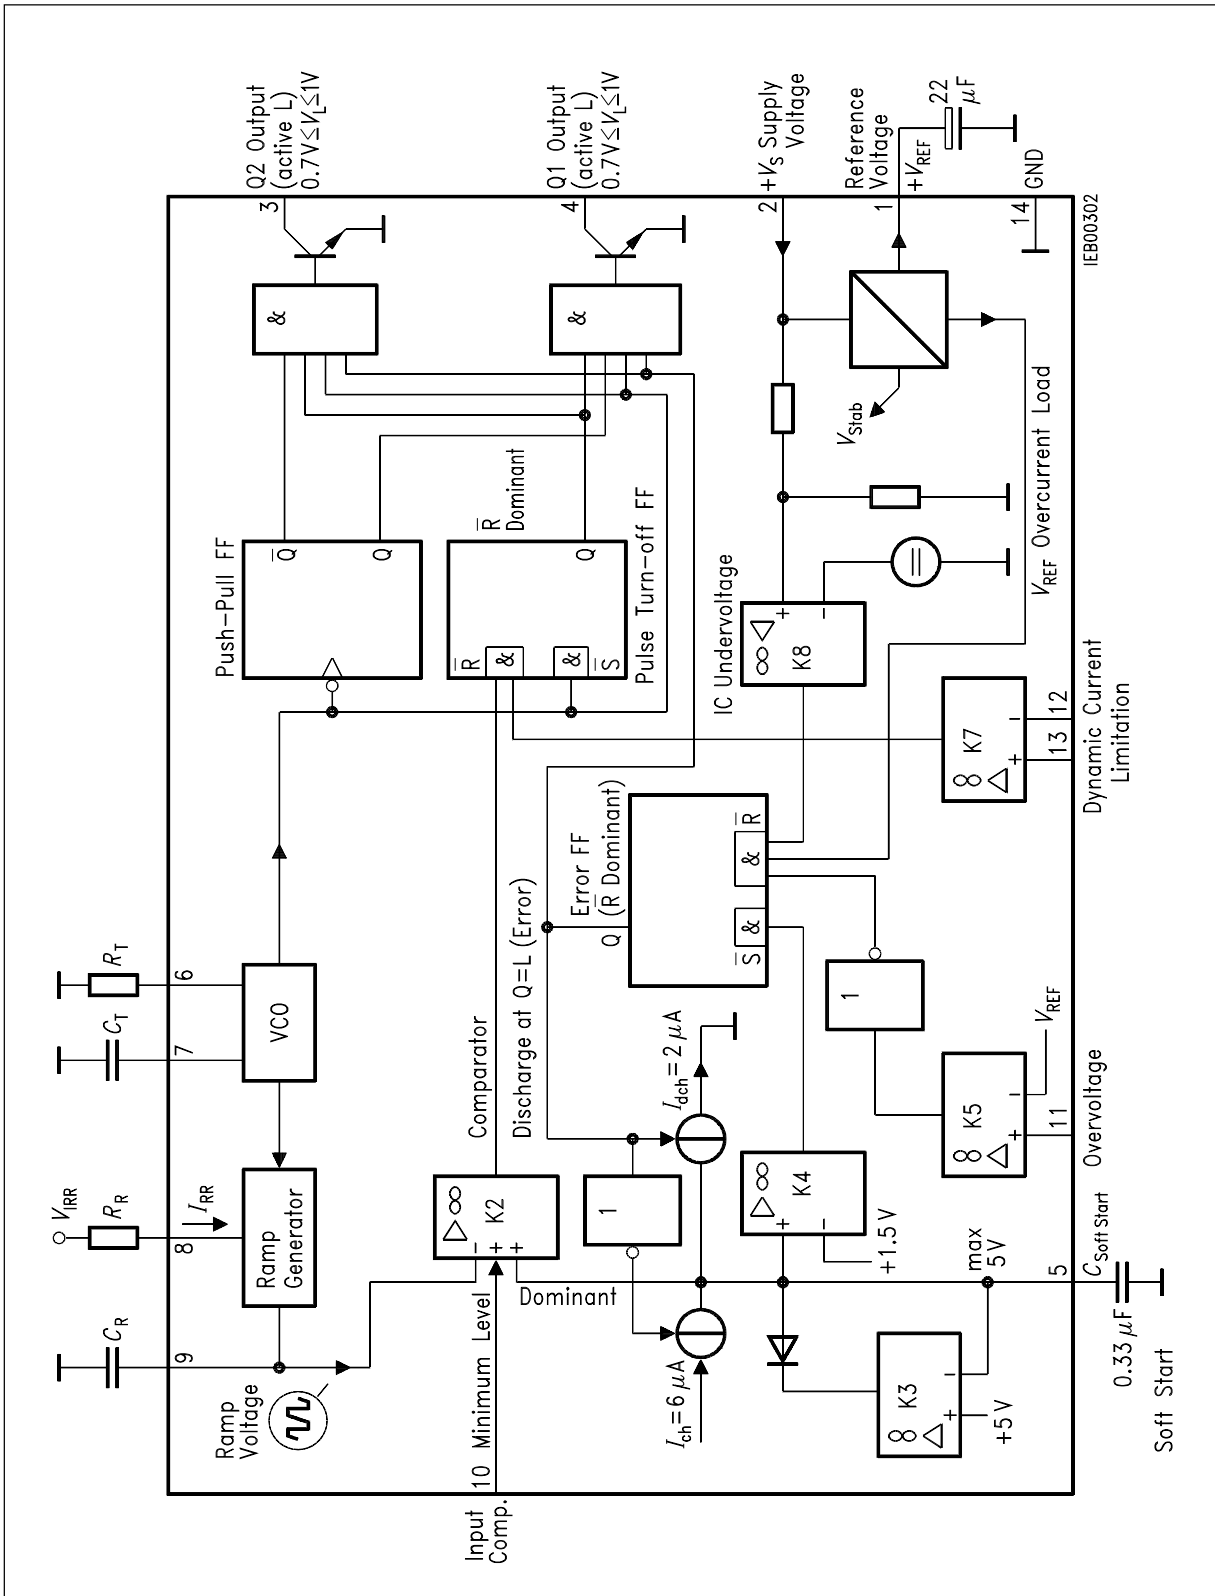 Q2 Output
(active L)
0.7V≤V_L≤1V
3
Q1 Output
(active L)
0.7V≤V_L≤1V
4
+V_S Supply
Voltage
2
Reference
Voltage
+V_REF
1
22
µF
14
GND
IEB00302
&
&
V_Stab
V_REF Overcurrent Load
Push-Pull FF
Q̅
Q
R̅
Dominant
Q
R̅
&
&
S̅
Pulse Turn-off FF
IC Undervoltage
+
−
▷∞
K8
K7
∞
▷
+
−
13
12
Dynamic Current
Limitation
Error FF
(R̅ Dominant)
Q
S̅
&
&
R̅
Discharge at Q=L (Error)
Comparator
R_T
6
C_T
7
VCO
V_IRR
R_R
8
I_RR
Ramp
Generator
C_R
9
Ramp
Voltage
▷∞
K2
−
+
+
Dominant
10 Minimum Level
Input
Comp.
1
I_dch=2 µA
I_ch=6 µA
▷∞
K4
+
−
+1.5 V
1
K5
∞
▷
+
−
V_REF
11
Overvoltage
K3
∞
▷
+
−
+5 V
max
5 V
5
C_Soft Start
0.33 µF
Soft Start